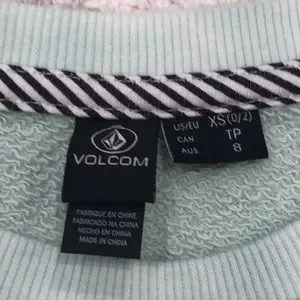 VOLCOM
FABRIQUE EN CHINE
FABRICADO NA CHINA
HECHO EN CHINA
MADE IN CHINA
US/EU XS(0/2)
CAN TP
AUS 8